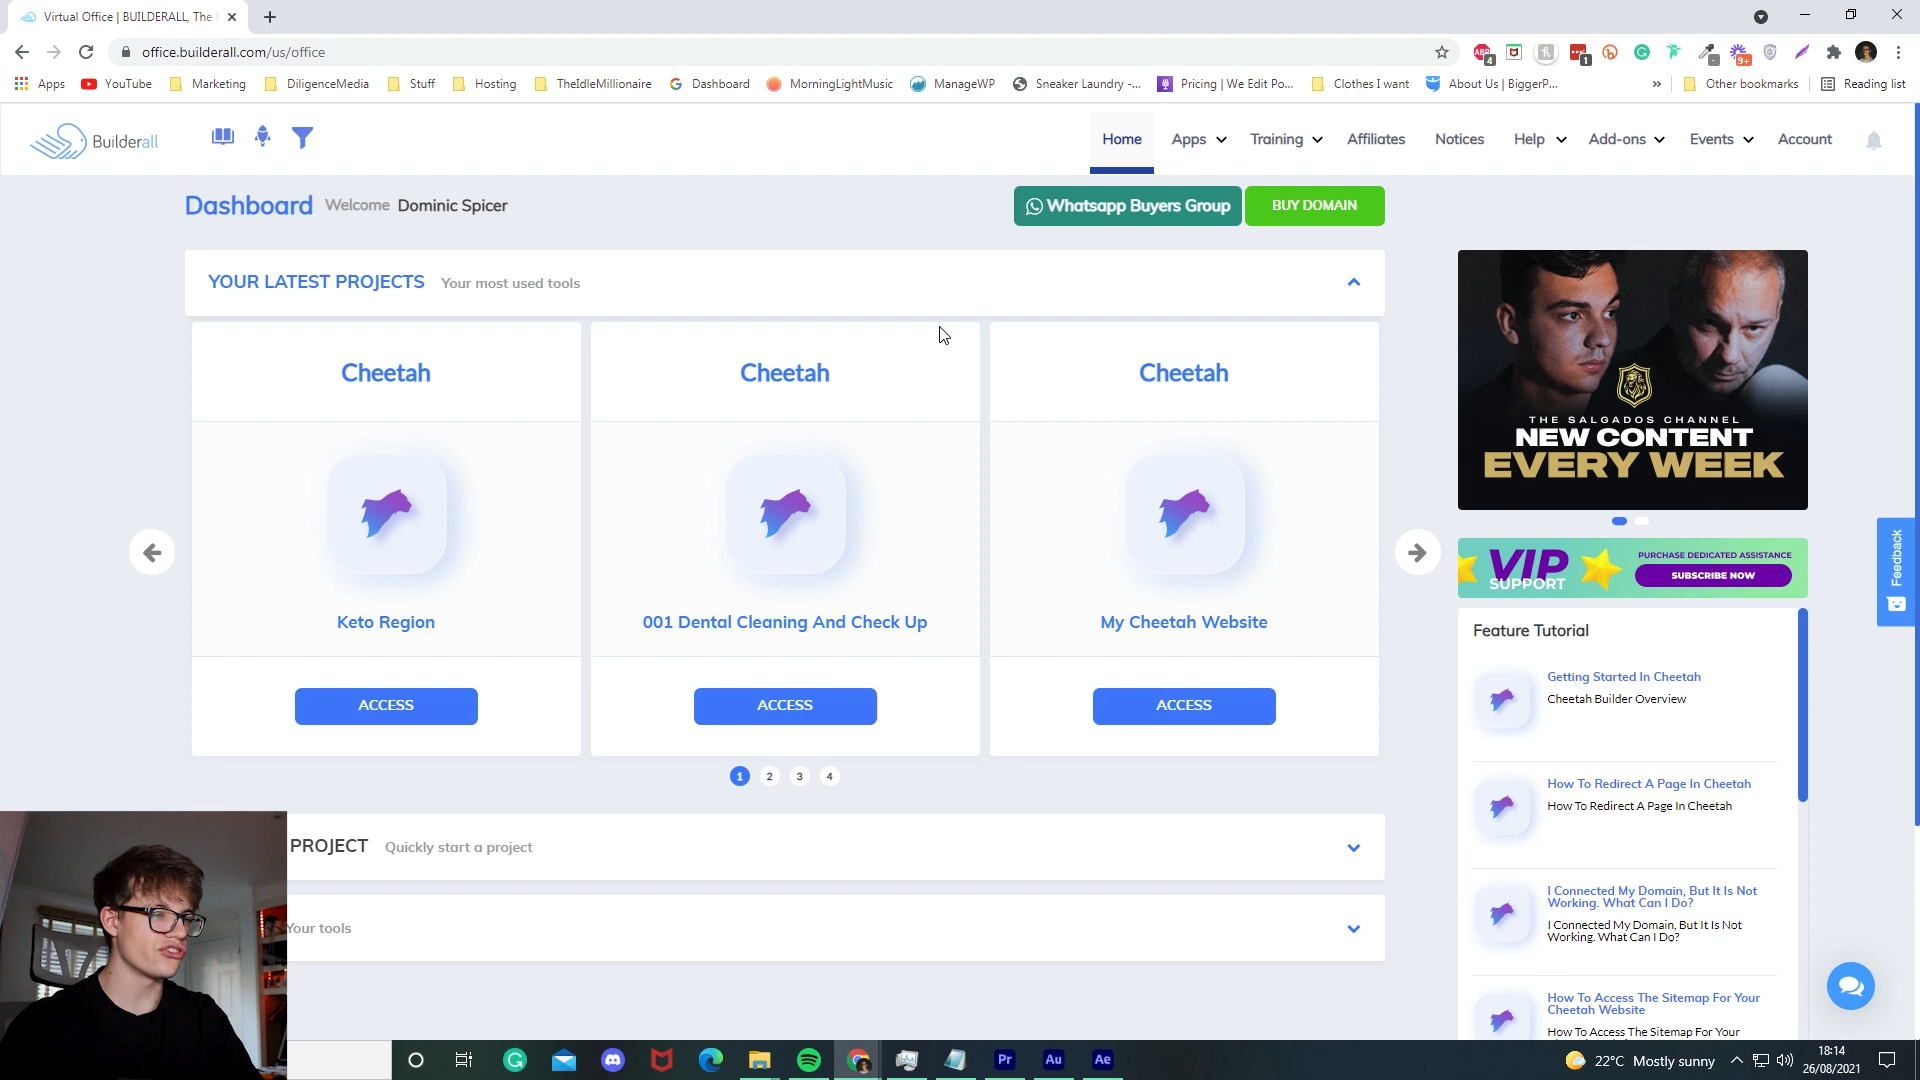 Virtual Office | BUILDERALL, The
office.builderall.com/us/office
4
1
9+
Apps
YouTube
Marketing
DiligenceMedia
Stuff
Hosting
TheIdleMillionaire
Dashboard
MorningLightMusic
ManageWP
Sneaker Laundry -...
Pricing | We Edit Po...
Clothes I want
About Us | BiggerP...
»
Other bookmarks
Reading list
Builderall
Home
Apps
Training
Affiliates
Notices
Help
Add-ons
Events
Account
Dashboard
Welcome Dominic Spicer
Whatsapp Buyers Group
BUY DOMAIN
YOUR LATEST PROJECTS
Your most used tools
Cheetah
Keto Region
ACCESS
Cheetah
001 Dental Cleaning And Check Up
ACCESS
Cheetah
My Cheetah Website
ACCESS
1
2
3
4
PROJECT
Quickly start a project
Your tools
THE SALGADOS CHANNEL
NEW CONTENT
EVERY WEEK
VIP
SUPPORT
PURCHASE DEDICATED ASSISTANCE
SUBSCRIBE NOW
Feature Tutorial
Getting Started In Cheetah
Cheetah Builder Overview
How To Redirect A Page In Cheetah
How To Redirect A Page In Cheetah
I Connected My Domain, But It Is Not
Working. What Can I Do?
I Connected My Domain, But It Is Not
Working. What Can I Do?
How To Access The Sitemap For Your
Cheetah Website
How To Access The Sitemap For Your
Feedback
Pr
Au
Ae
22°C Mostly sunny
18:14
26/08/2021